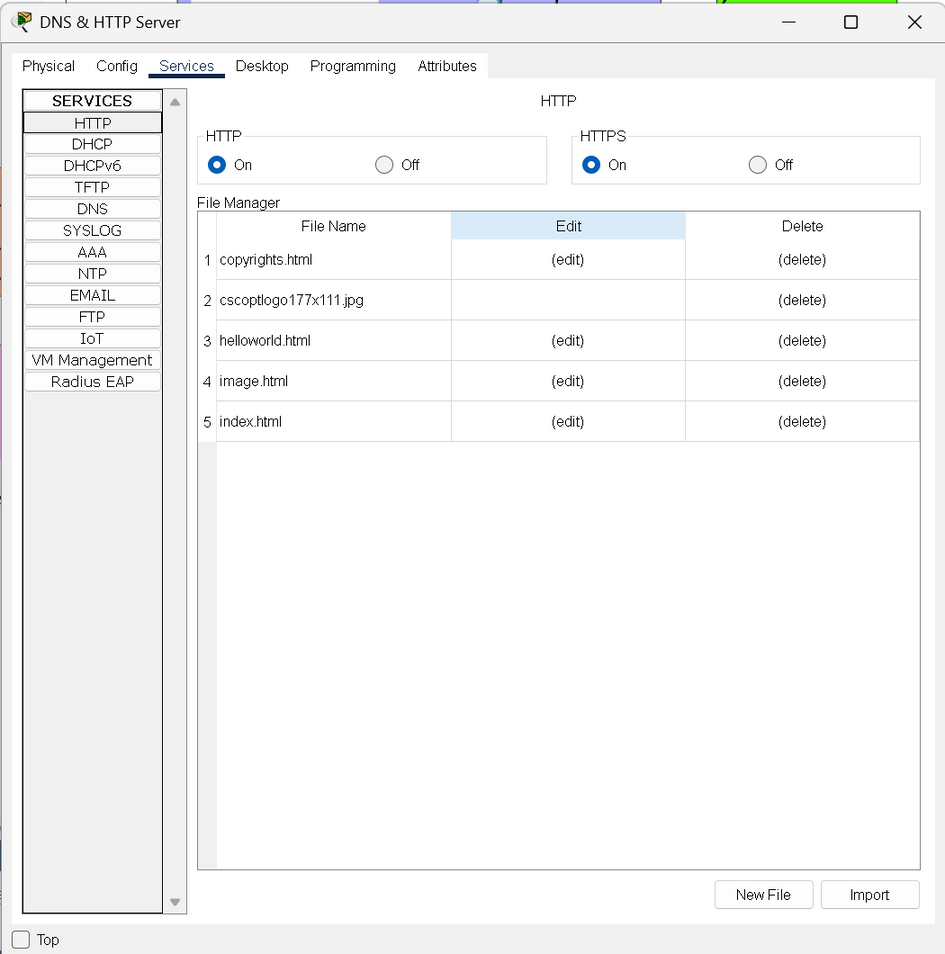 DNS & HTTP Server
Physical Config Services Desktop Programming Attributes
SERVICES
HTTP
DHCP
DHCPv6
TFTP
DNS
SYSLOG
AAA
NTP
EMAIL
FTP
IoT
VM Management
Radius EAP
HTTP
HTTP
On Off
HTTPS
On Off
File Manager
File Name Edit Delete
1 copyrights.html (edit) (delete)
2 cscoptlogo177x111.jpg (delete)
3 helloworld.html (edit) (delete)
4 image.html (edit) (delete)
5 index.html (edit) (delete)
New File Import
Top